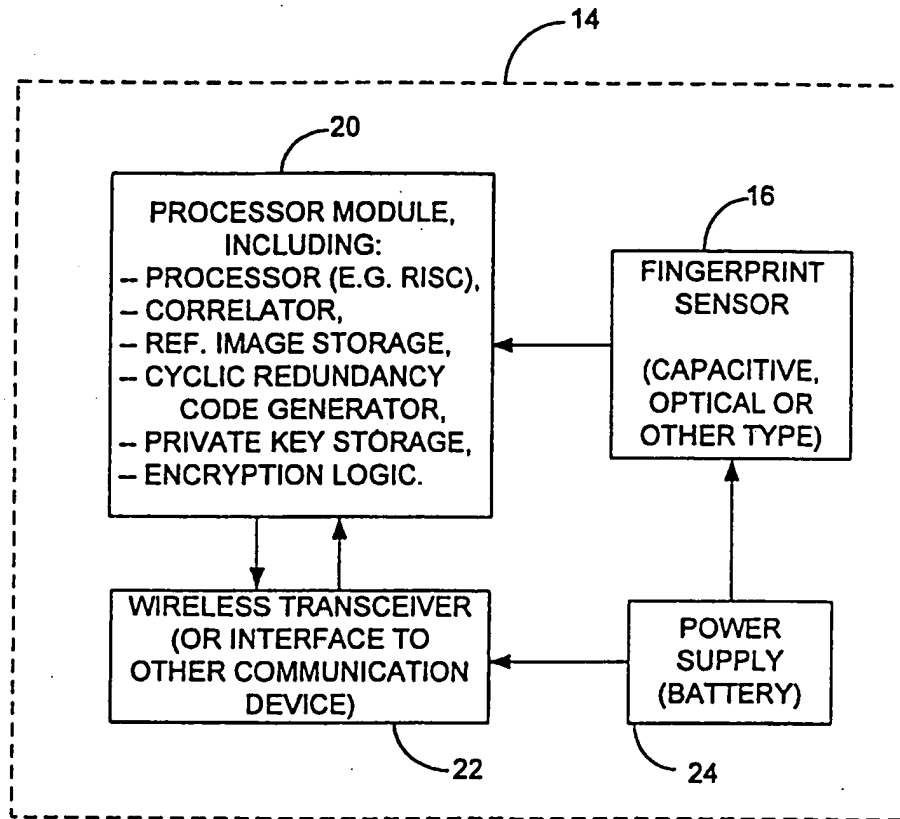 14
20
PROCESSOR MODULE,
INCLUDING:
– PROCESSOR (E.G. RISC),
– CORRELATOR,
– REF. IMAGE STORAGE,
– CYCLIC REDUNDANCY
CODE GENERATOR,
– PRIVATE KEY STORAGE,
– ENCRYPTION LOGIC.
16
FINGERPRINT
SENSOR
(CAPACITIVE,
OPTICAL OR
OTHER TYPE)
WIRELESS TRANSCEIVER
(OR INTERFACE TO
OTHER COMMUNICATION
DEVICE)
22
POWER
SUPPLY
(BATTERY)
24